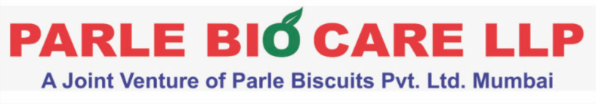 PARLE BIO CARE LLP
A Joint Venture of Parle Biscuits Pvt. Ltd. Mumbai